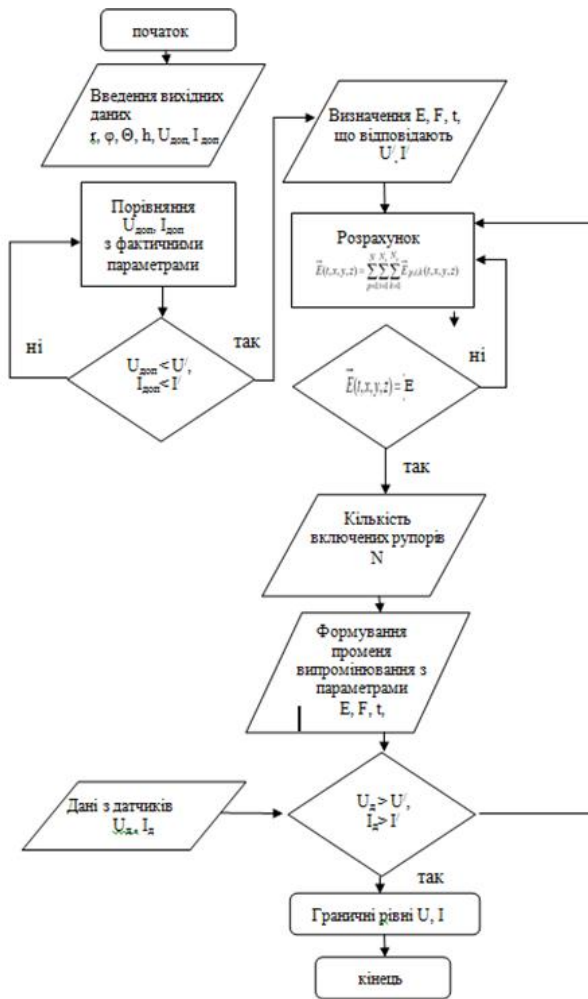 початок
Введення вихідних
даних
r, φ, Θ, h, Uдоп, Iдоп
Порівняння
Uдоп, Iдоп
з фактичними
параметрами
ні
так
Uдоп < U/,
Iдоп < I/
Визначення E, F, t,
що відповідають
U/, I/
Розрахунок
E(t,x,y,z) =
ні
E(t,x,y,z) = E
так
Кількість
включених рупорів
N
Формування
променя
випромінювання з
параметрами
E, F, t,
Дані з датчиків
Uд, Iд
Uд > U/,
Iд > I/
так
Граничні рівні U, I
кінець